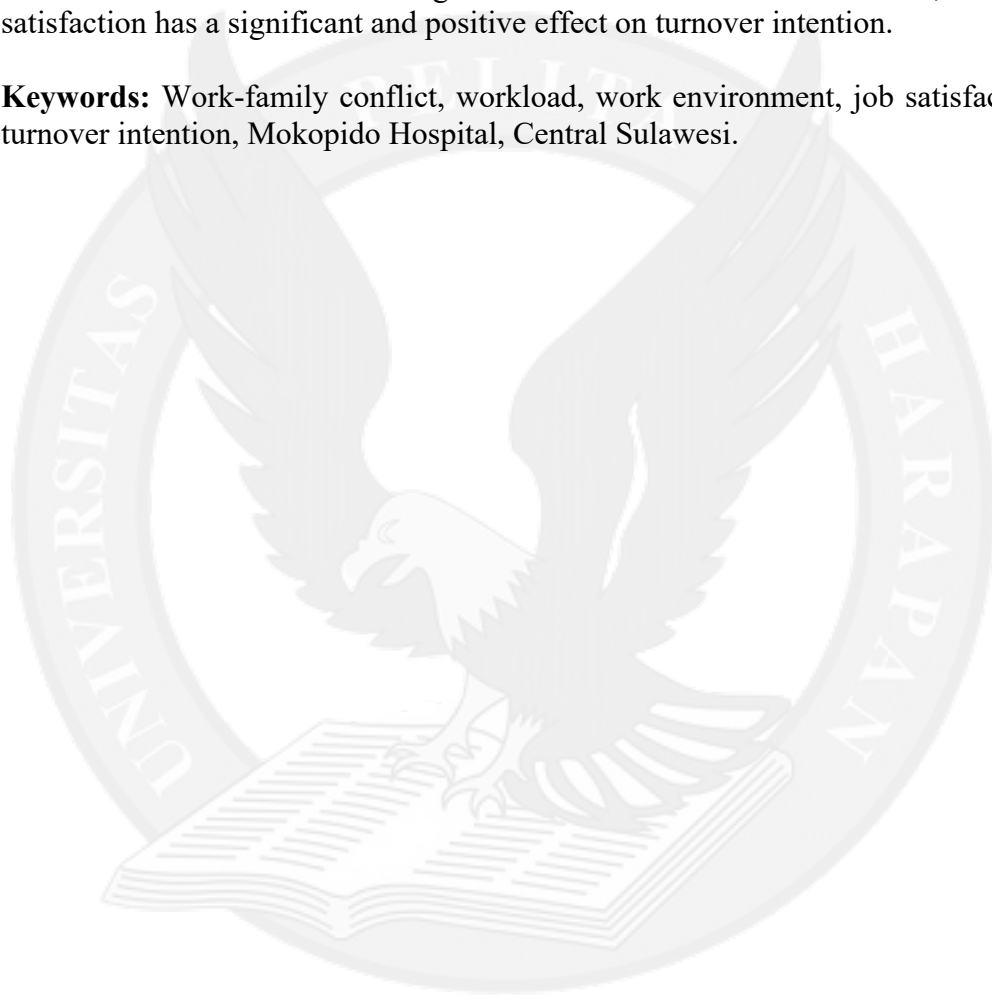 satisfaction has a significant and positive effect on turnover intention.
Keywords: Work-family conflict, workload, work environment, job
turnover intention, Mokopido Hospital, Central Sulawesi.
UNIVERSITAS PELITA HARAPAN